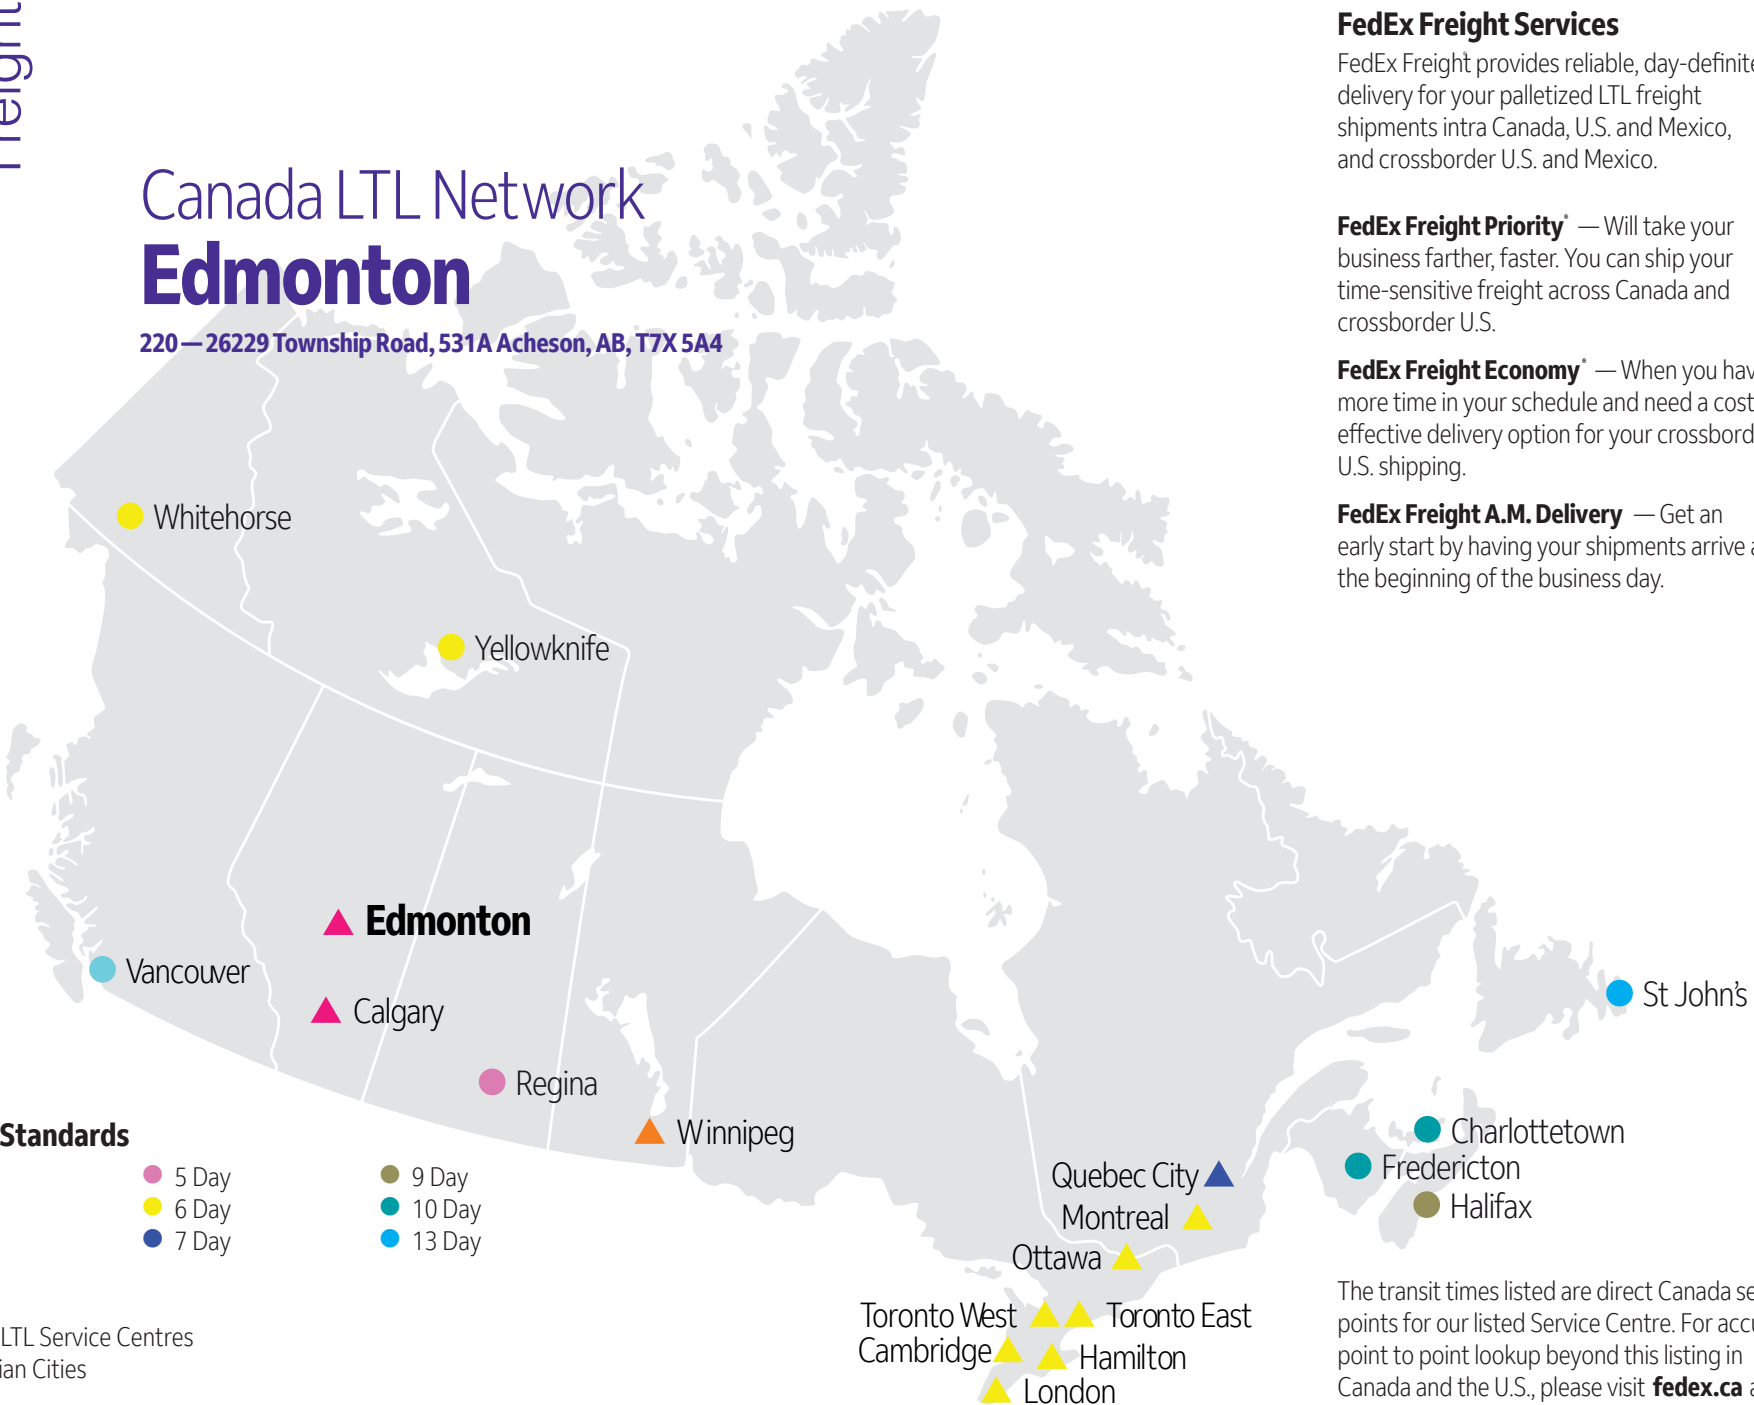 Freight
Canada LTL Network
Edmonton
220 — 26229 Township Road, 531A Acheson, AB, T7X 5A4
FedEx Freight Services
FedEx Freight provides reliable, day-definite
delivery for your palletized LTL freight
shipments intra Canada, U.S. and Mexico,
and crossborder U.S. and Mexico.
FedEx Freight Priority® — Will take your
business farther, faster. You can ship your
time-sensitive freight across Canada and
crossborder U.S.
FedEx Freight Economy® — When you hav
more time in your schedule and need a cost
effective delivery option for your crossbord
U.S. shipping.
FedEx Freight A.M. Delivery — Get an
early start by having your shipments arrive a
the beginning of the business day.
Whitehorse
Yellowknife
Edmonton
Vancouver
Calgary
Regina
Winnipeg
St John's
Charlottetown
Fredericton
Halifax
Quebec City
Montreal
Ottawa
Toronto West
Toronto East
Cambridge
Hamilton
London
Standards
5 Day
6 Day
7 Day
9 Day
10 Day
13 Day
LTL Service Centres
ian Cities
The transit times listed are direct Canada se
points for our listed Service Centre. For accu
point to point lookup beyond this listing in
Canada and the U.S., please visit fedex.ca a